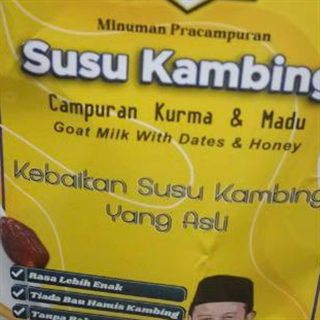 Minuman Pracampuran
Susu Kambing
Campuran Kurma & Madu
Goat Milk With Dates & Honey
Kebaikan Susu Kambing
Yang Asli
Rasa Lebih Enak
Tiada Bau Hamis Kambing
Tanpa